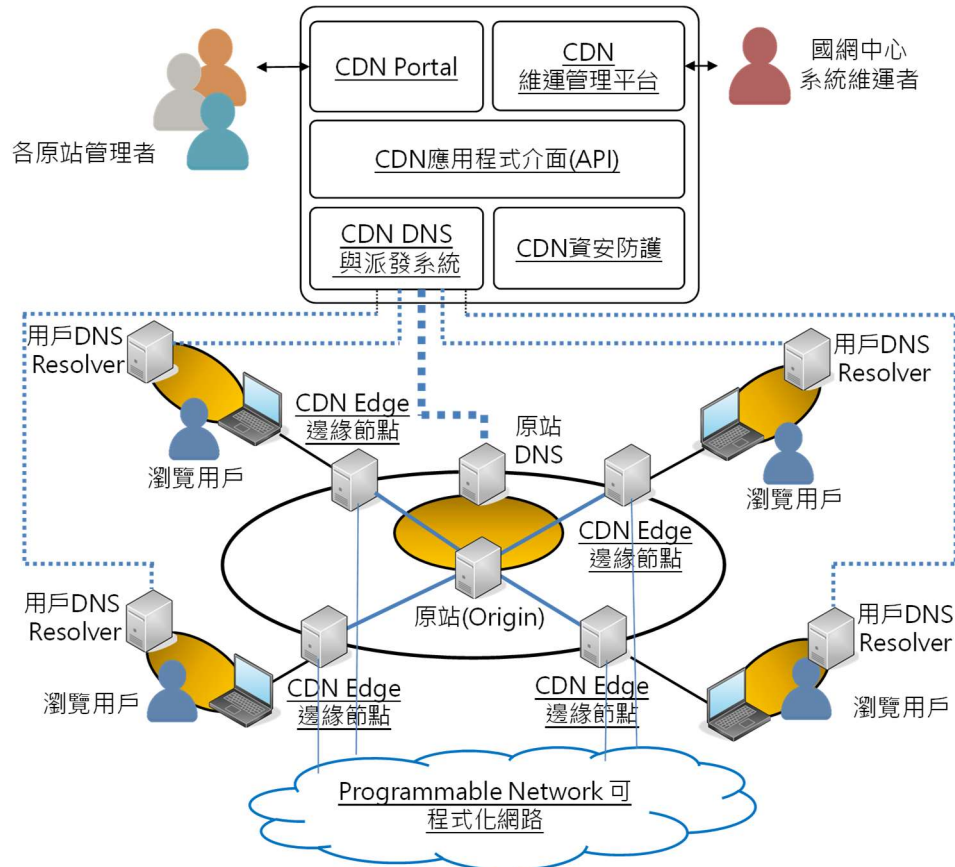 CDN Portal
CDN
維運管理平台
國網中心
系統維運者
各原站管理者
CDN應用程式介面(API)
CDN DNS
與派發系統
CDN資安防護
用戶DNS
Resolver
用戶DNS
Resolver
CDN Edge
邊緣節點
原站
DNS
瀏覽用戶
瀏覽用戶
CDN Edge
邊緣節點
用戶DNS
Resolver
原站(Origin)
用戶DNS
Resolver
瀏覽用戶
CDN Edge
邊緣節點
CDN Edge
邊緣節點
瀏覽用戶
Programmable Network 可
程式化網路